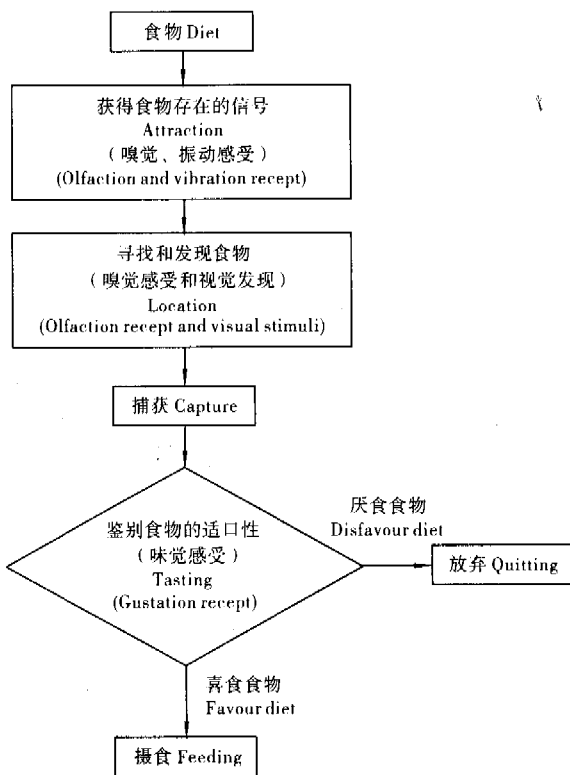 食物 Diet
获得食物存在的信号
Attraction
（嗅觉、振动感受）
(Olfaction and vibration recept)
寻找和发现食物
（嗅觉感受和视觉发现）
Location
(Olfaction recept and visual stimuli)
捕获 Capture
鉴别食物的适口性
（味觉感受）
Tasting
(Gustation recept)
厌食食物
Disfavour diet
放弃 Quitting
喜食食物
Favour diet
摄食 Feeding